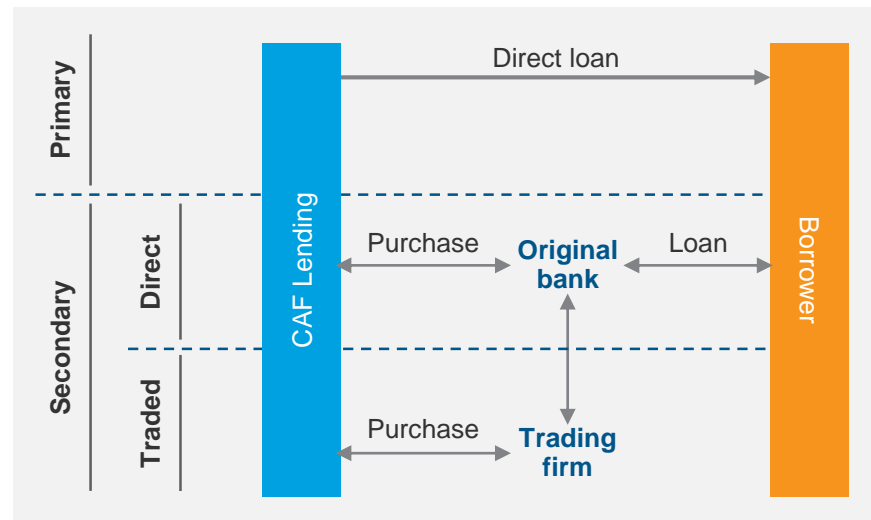 Primary
Direct loan
CAF Lending
Borrower
Secondary
Direct
Purchase
Original
bank
Loan
Traded
Purchase
Trading
firm